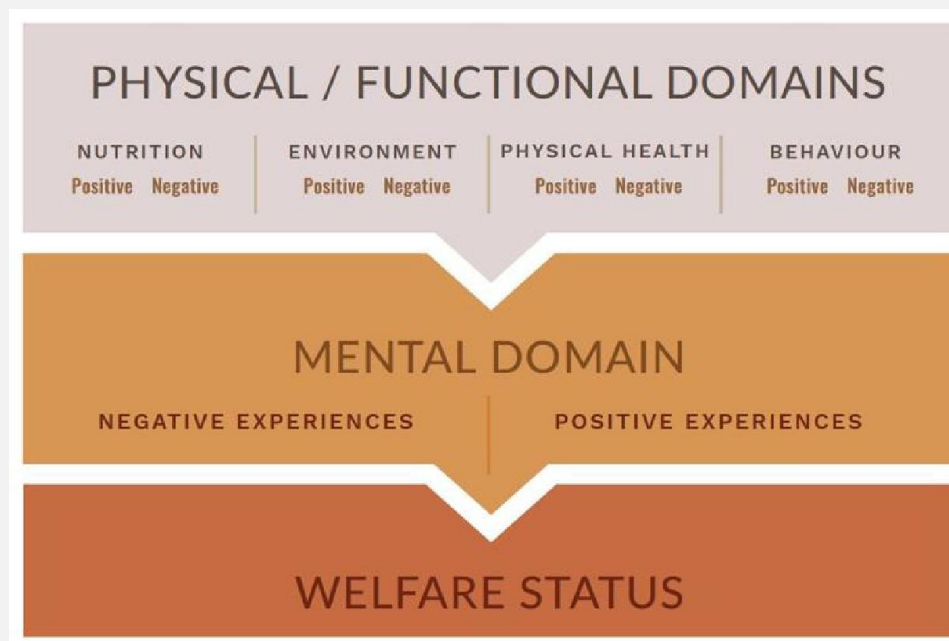 PHYSICAL / FUNCTIONAL DOMAINS
NUTRITION ENVIRONMENT PHYSICAL HEALTH BEHAVIOUR
Positive Negative Positive Negative Positive Negative Positive Negative
MENTAL DOMAIN
NEGATIVE EXPERIENCES POSITIVE EXPERIENCES
WELFARE STATUS